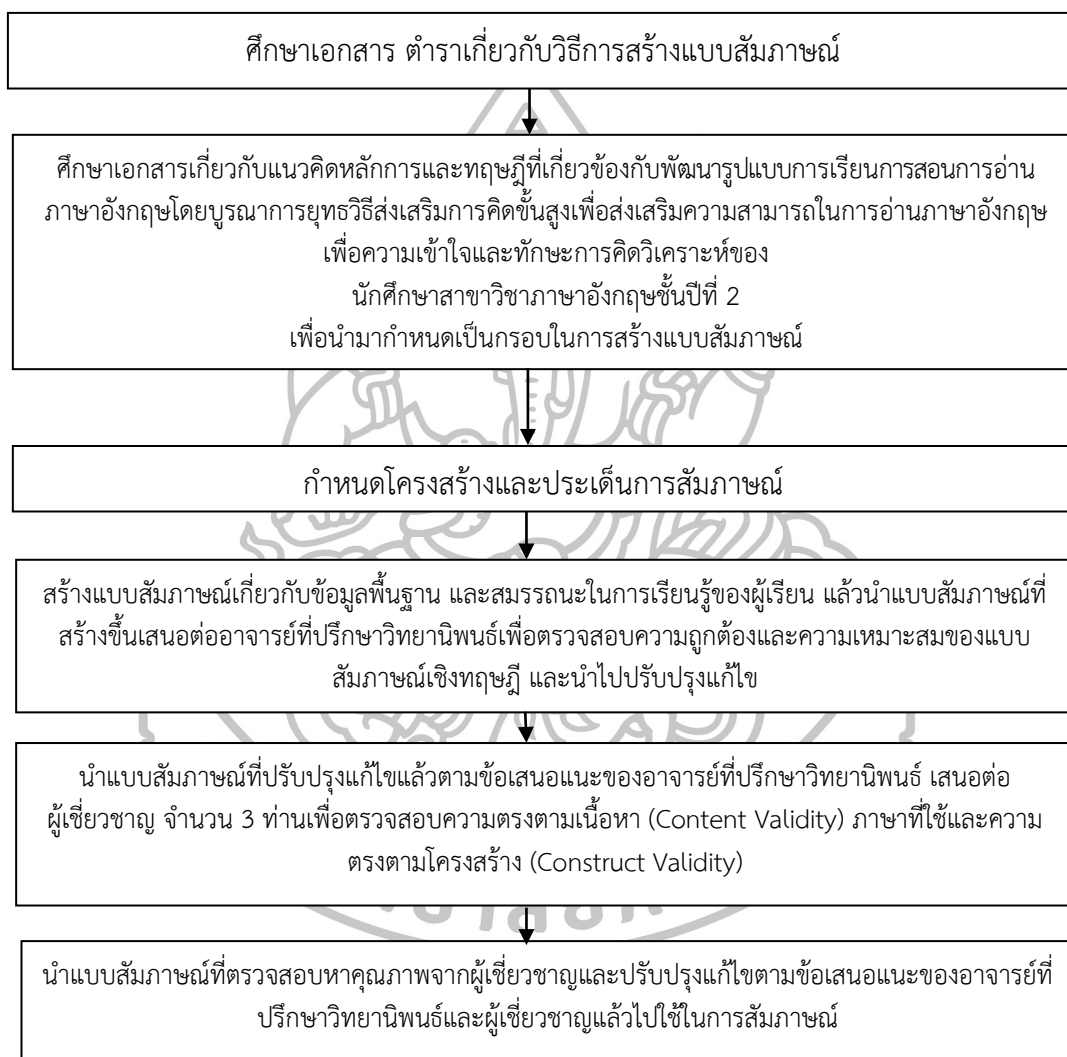 ศึกษาเอกสาร ตำราเกี่ยวกับวิธีการสร้างแบบสัมภาษณ์
ศึกษาเอกสารเกี่ยวกับแนวคิดหลักการและทฤษฎีที่เกี่ยวข้องกับพัฒนารูปแบบการเรียนการสอนการอ่าน
ภาษาอังกฤษโดยบูรณาการยุทธวิธีส่งเสริมการคิดขั้นสูงเพื่อส่งเสริมความสามารถในการอ่านภาษาอังกฤษ
เพื่อความเข้าใจและทักษะการคิดวิเคราะห์ของ
นักศึกษาสาขาวิชาภาษาอังกฤษชั้นปีที่ 2
เพื่อนำมากำหนดเป็นกรอบในการสร้างแบบสัมภาษณ์
กำหนดโครงสร้างและประเด็นการสัมภาษณ์
สร้างแบบสัมภาษณ์เกี่ยวกับข้อมูลพื้นฐาน และสมรรถนะในการเรียนรู้ของผู้เรียน แล้วนำแบบสัมภาษณ์ที่
สร้างขึ้นเสนอต่ออาจารย์ที่ปรึกษาวิทยานิพนธ์เพื่อตรวจสอบความถูกต้องและความเหมาะสมของแบบ
สัมภาษณ์เชิงทฤษฎี และนำไปปรับปรุงแก้ไข
นำแบบสัมภาษณ์ที่ปรับปรุงแก้ไขแล้วตามข้อเสนอแนะของอาจารย์ที่ปรึกษาวิทยานิพนธ์ เสนอต่อ
ผู้เชี่ยวชาญ จำนวน 3 ท่านเพื่อตรวจสอบความตรงตามเนื้อหา (Content Validity) ภาษาที่ใช้และความ
ตรงตามโครงสร้าง (Construct Validity)
นำแบบสัมภาษณ์ที่ตรวจสอบหาคุณภาพจากผู้เชี่ยวชาญและปรับปรุงแก้ไขตามข้อเสนอแนะของอาจารย์ที่
ปรึกษาวิทยานิพนธ์และผู้เชี่ยวชาญแล้วไปใช้ในการสัมภาษณ์